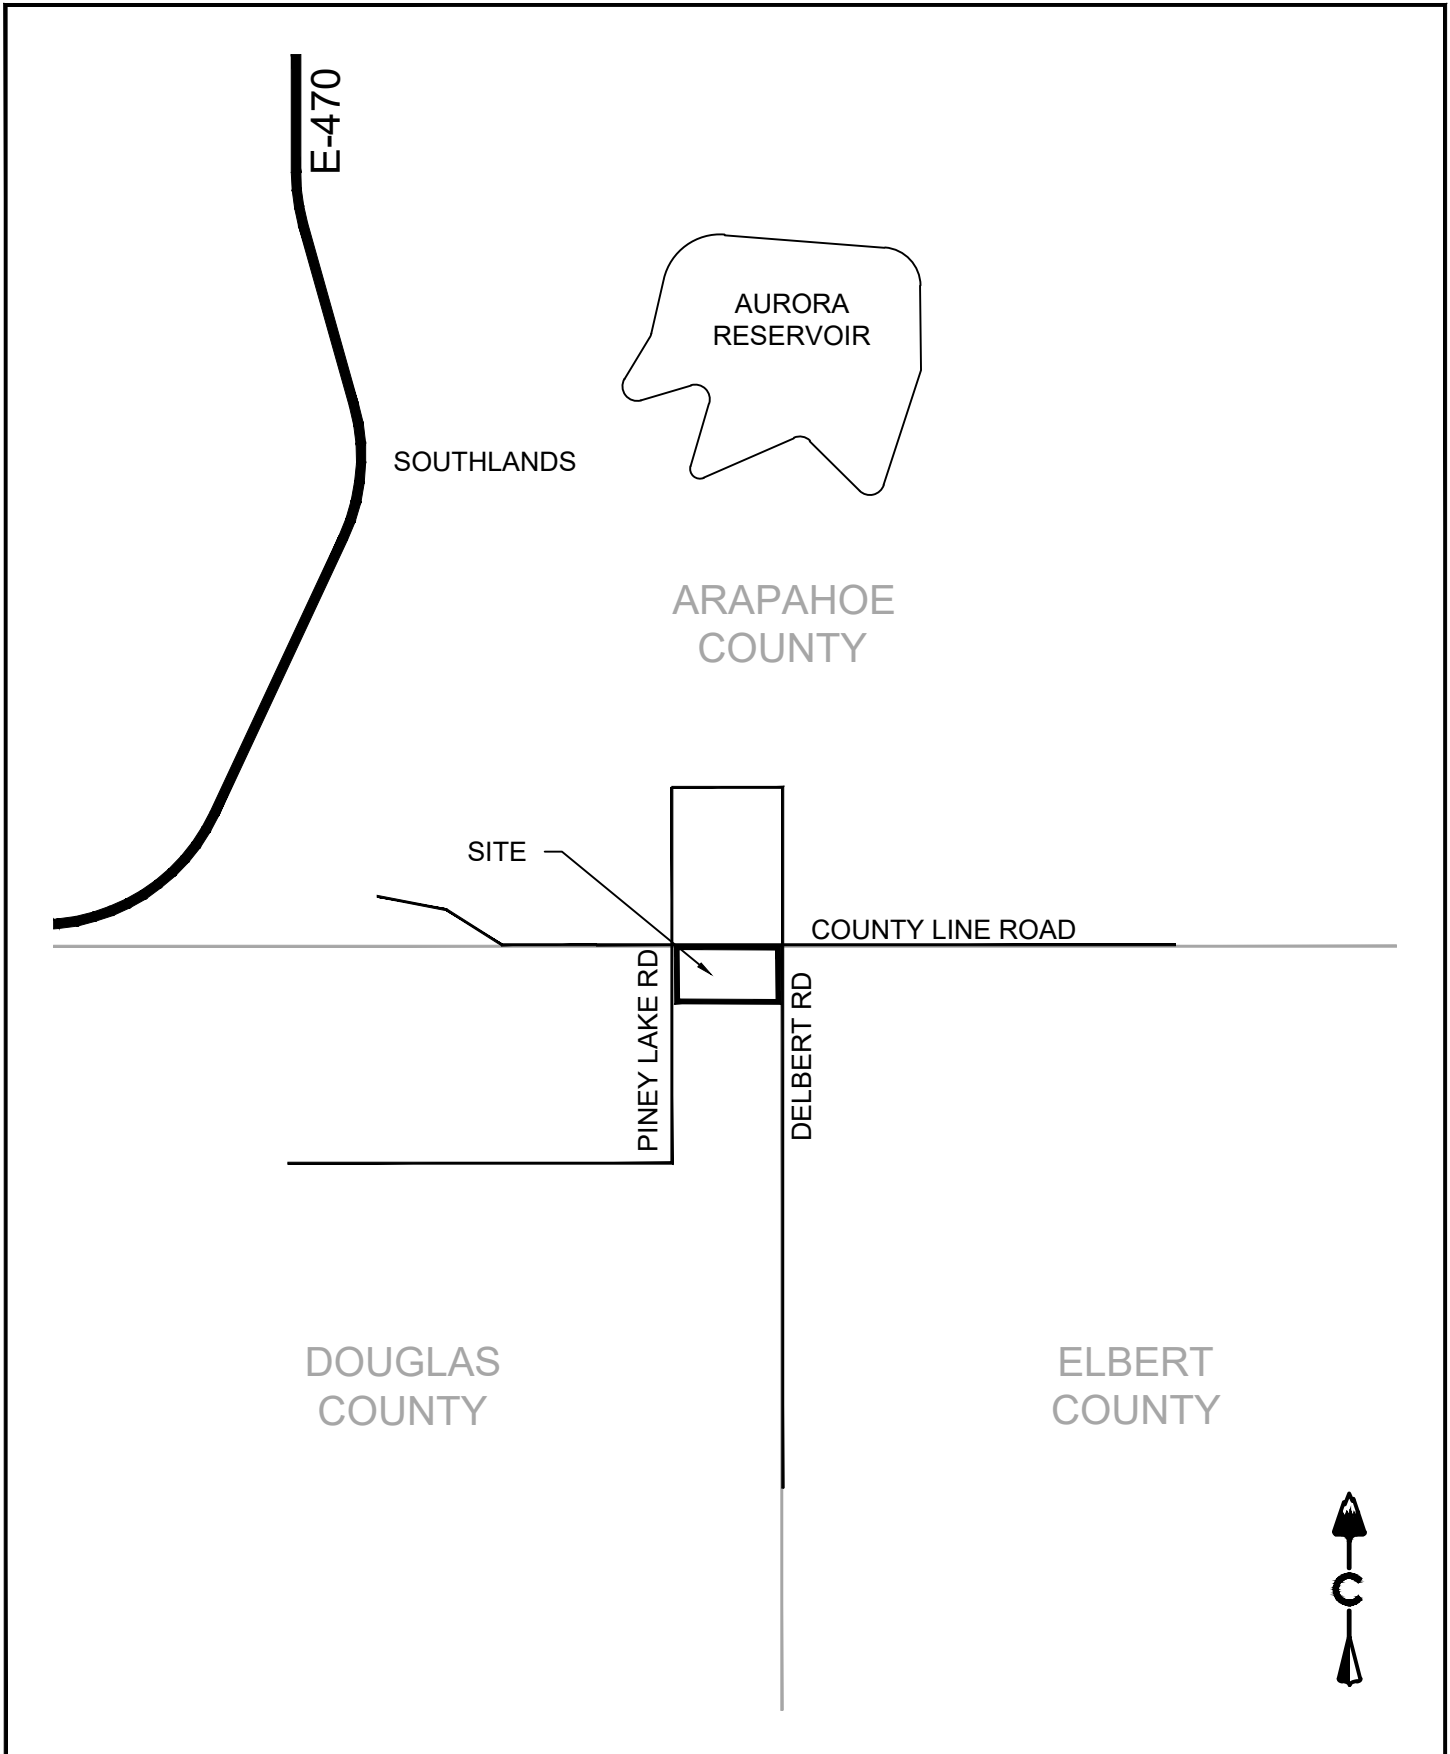 E-470
AURORA
RESERVOIR
SOUTHLANDS
ARAPAHOE
COUNTY
SITE
COUNTY LINE ROAD
PINEY LAKE RD
DELBERT RD
DOUGLAS
COUNTY
ELBERT
COUNTY
C